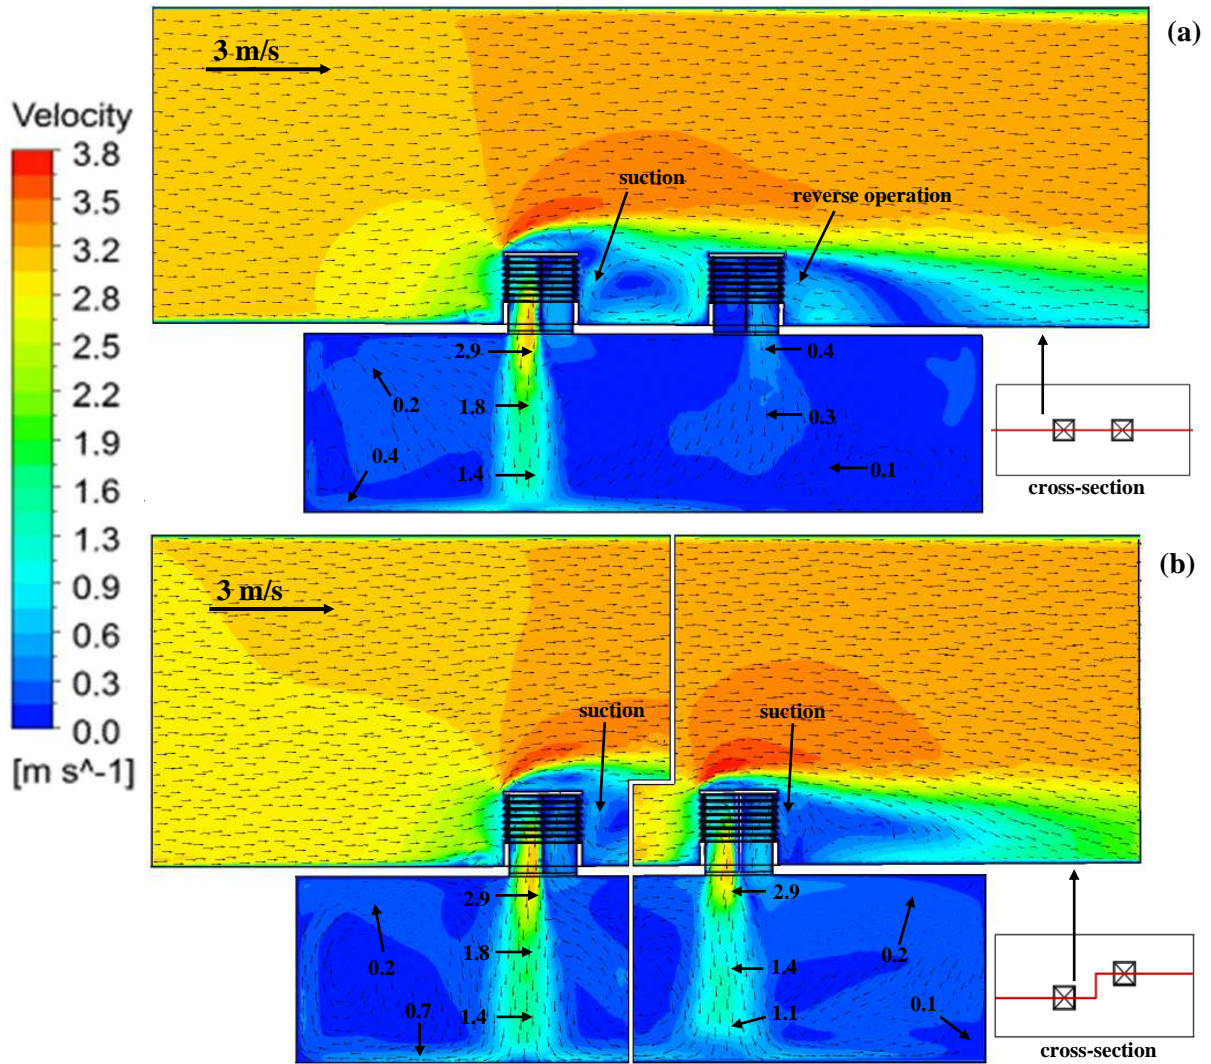 (a)
3 m/s
Velocity
3.8
3.5
3.2
2.8
2.5
2.2
1.9
1.6
1.3
0.9
0.6
0.3
0.0
[m s^-1]
suction
reverse operation
2.9
0.4
0.2
1.8
0.3
0.4
1.4
0.1
cross-section
(b)
3 m/s
suction
suction
2.9
2.9
0.2
1.8
1.4
0.2
0.7
1.4
1.1
0.1
cross-section